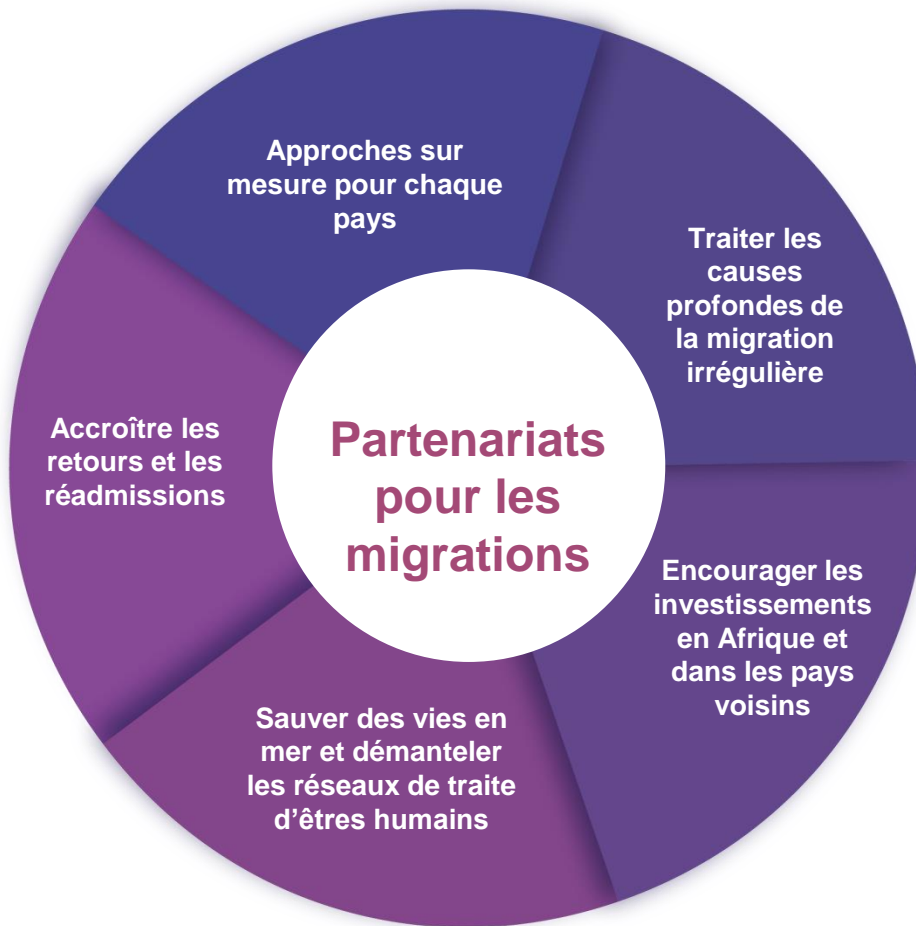 Approches sur
mesure pour chaque
pays
Traiter les
causes
profondes de
la migration
irrégulière
Encourager les
investissements
en Afrique et
dans les pays
voisins
Sauver des vies en
mer et démanteler
les réseaux de traite
d’êtres humains
Accroître les
retours et les
réadmissions
Partenariats
pour les
migrations